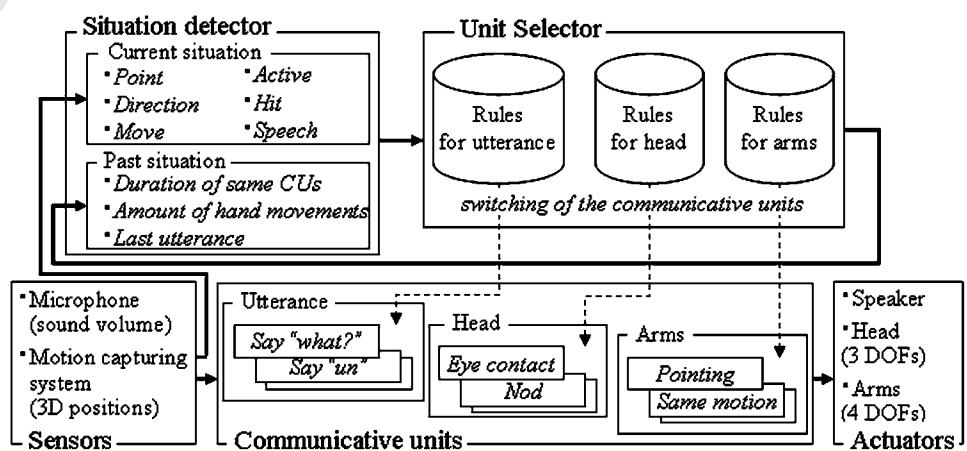 Situation detector
Current situation
▪Point
▪Active
▪Direction
▪Hit
▪Move
▪Speech
Past situation
▪Duration of same CUs
▪Amount of hand movements
▪Last utterance
Unit Selector
Rules
for utterance
Rules
for head
Rules
for arms
switching of the communicative units
▪Microphone
(sound volume)
▪Motion capturing
system
(3D positions)
Sensors
Utterance
Say "what?"
Say "un"
Head
Eye contact
Nod
Arms
Pointing
Same motion
Communicative units
▪Speaker
▪Head
(3 DOFs)
▪Arms
(4 DOFs)
Actuators